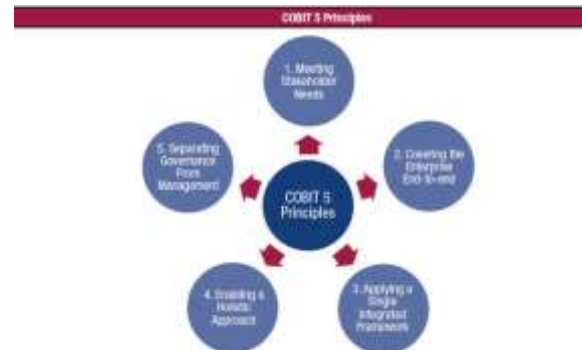 COBIT 5 Principles
1. Meeting
Stakeholder
Needs
2. Covering the
Enterprise
End-to-end
3. Applying a
Single
Integrated
Framework
4. Enabling a
Holistic
Approach
5. Separating
Governance
From
Management
COBIT 5
Principles